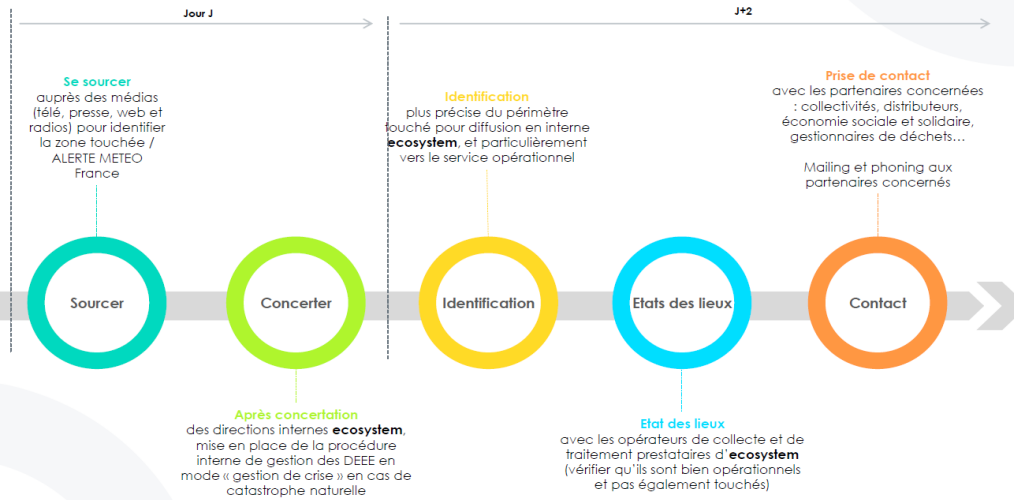 Jour J
J+2
Se sourcer
auprès des médias
(télé, presse, web et
radios) pour identifier
la zone touchée /
ALERTE METEO
France
Identification
plus précise du périmètre
touché pour diffusion en interne
ecosystem, et particulièrement
vers le service opérationnel
Prise de contact
avec les partenaires concernées
: collectivités, distributeurs,
économie sociale et solidaire,
gestionnaires de déchets…
Mailing et phoning aux
partenaires concernés
Sourcer
Concerter
Identification
Etats des lieux
Contact
Après concertation
des directions internes ecosystem,
mise en place de la procédure
interne de gestion des DEEE en
mode « gestion de crise » en cas de
catastrophe naturelle
Etat des lieux
avec les opérateurs de collecte et de
traitement prestataires d'ecosystem
(vérifier qu'ils sont bien opérationnels
et pas également touchés)